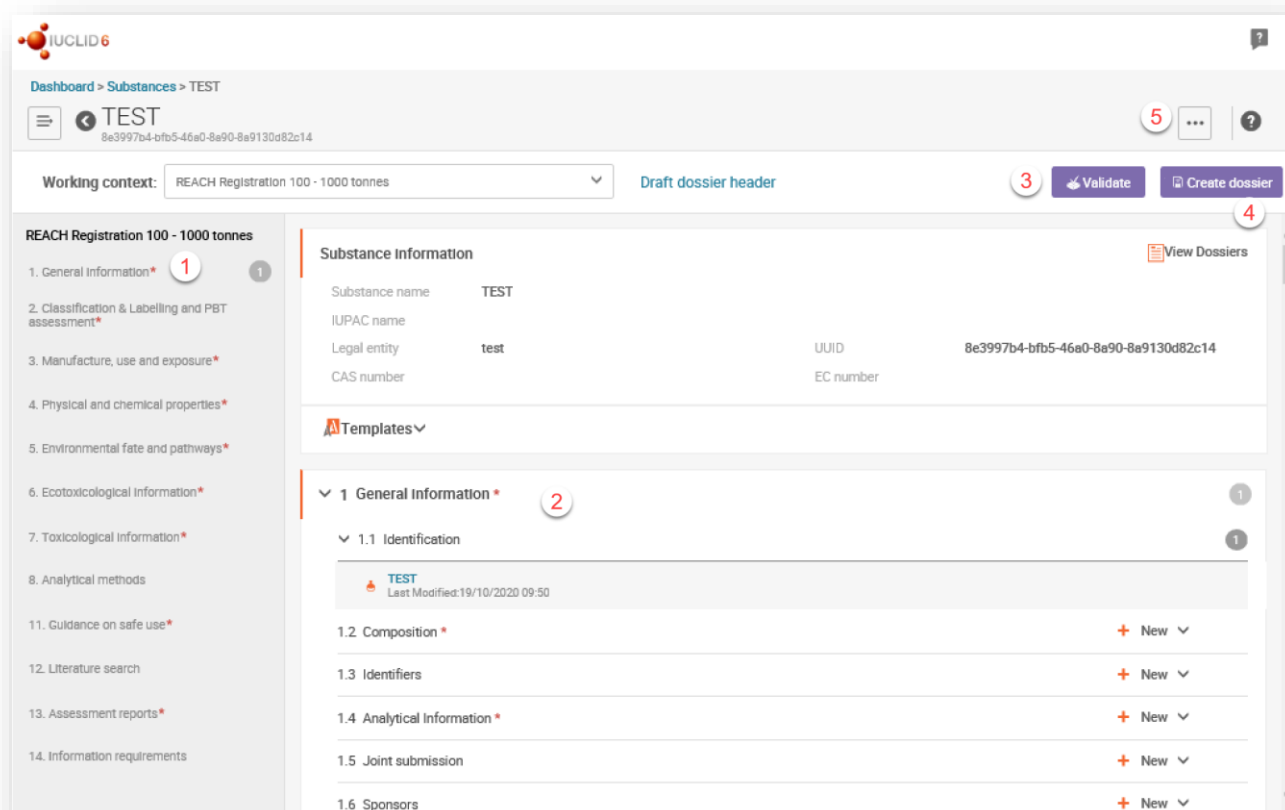 IUCLID 6
?
Dashboard > Substances > TEST
TEST
8e3997b4-bfb5-46a0-8a90-8a9130d82c14
5
...
?
Working context:
REACH Registration 100 - 1000 tonnes
Draft dossier header
3
Validate
Create dossier
4
REACH Registration 100 - 1000 tonnes
1. General Information*
1
1
2. Classification & Labelling and PBT
assessment*
3. Manufacture, use and exposure*
4. Physical and chemical properties*
5. Environmental fate and pathways*
6. Ecotoxicological Information*
7. Toxicological Information*
8. Analytical methods
11. Guidance on safe use*
12. Literature search
13. Assessment reports*
14. Information requirements
Substance Information
View Dossiers
Substance name TEST
IUPAC name
Legal entity test
UUID 8e3997b4-bfb5-46a0-8a90-8a9130d82c14
CAS number
EC number
Templates
1 General Information *
2
1
1.1 Identification
1
TEST
Last Modified:19/10/2020 09:50
1.2 Composition *
+ New
1.3 Identifiers
+ New
1.4 Analytical Information *
+ New
1.5 Joint submission
+ New
1.6 Sponsors
+ New